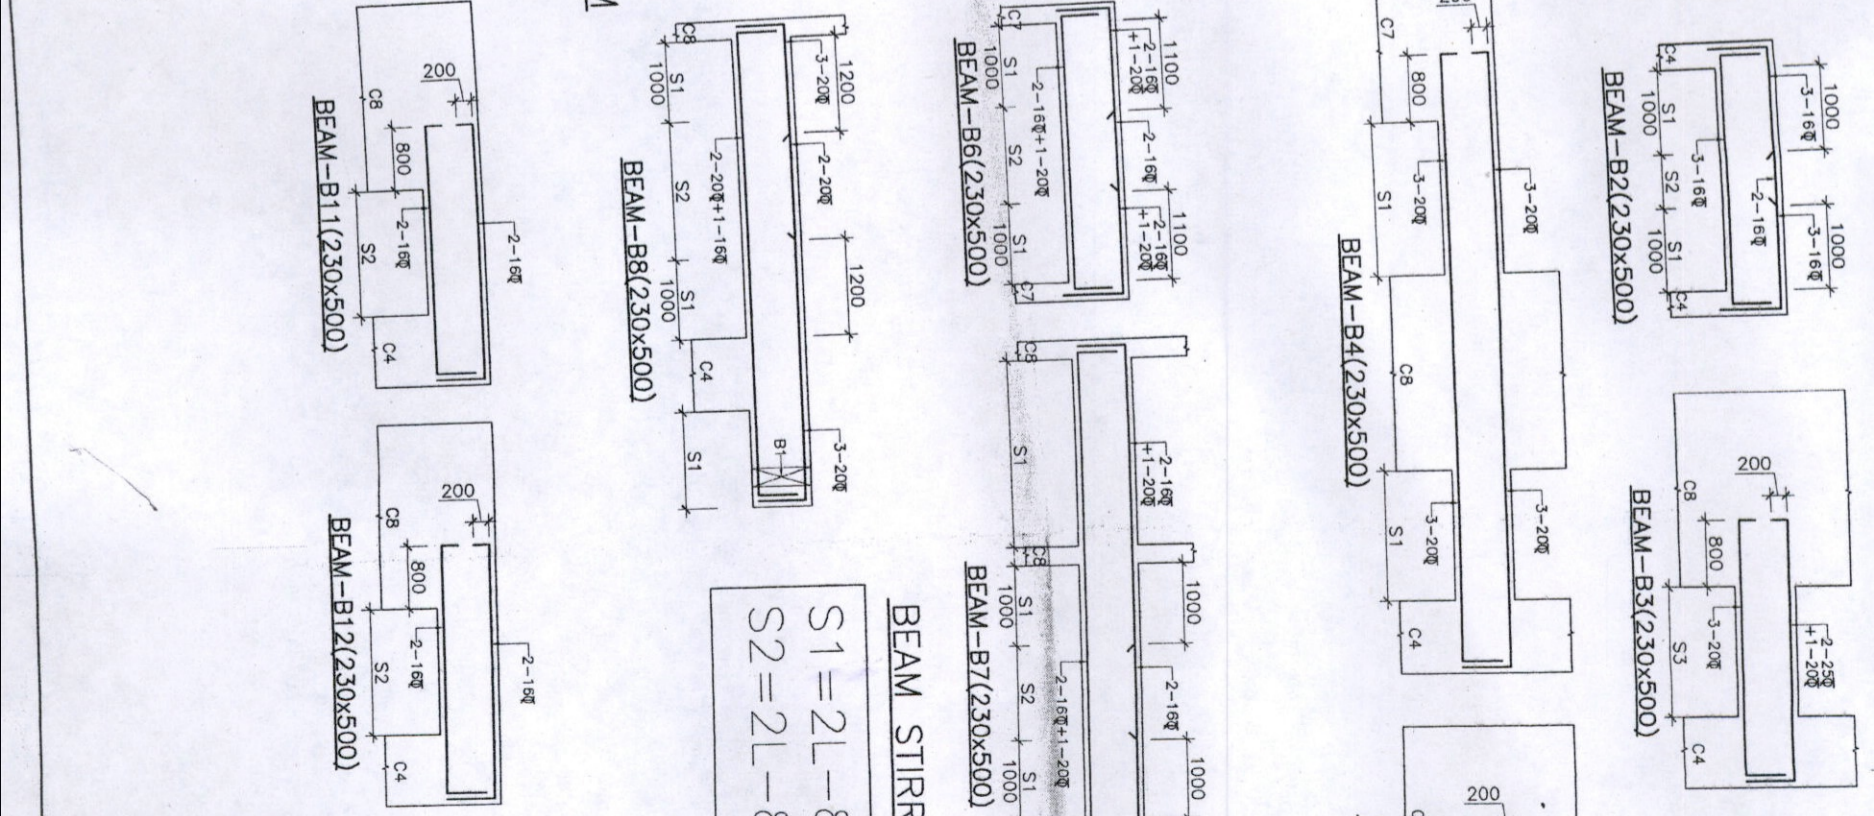 C4
S1
1000
S2
S1
1000
C4
3-16Φ
2-16Φ
1000
3-16Φ
1000
3-16Φ
BEAM-B2(230x500)
C8
200
800
3-20Φ
S3
C4
2-25Φ
+1-20Φ
BEAM-B3(230x500)
C7
800
3-20Φ
S1
C8
3-20Φ
S1
C4
3-20Φ
3-20Φ
BEAM-B4(230x500)
200
C7
S1
1000
S2
S1
1000
C7
2-16Φ+1-20Φ
1100
2-16Φ
+1-20Φ
2-16Φ
1100
2-16Φ
+1-20Φ
BEAM-B6(230x500)
C8
S1
C8
S1
1000
S2
S1
1000
2-16Φ
+1-20Φ
1000
2-16Φ
1000
2-16Φ+1-20Φ
BEAM-B7(230x500)
BEAM STIRR
S1=2L-8
S2=2L-8
C8
S1
1000
S2
S1
1000
C4
S1
1200
3-20Φ
2-20Φ
1200
3-20Φ
2-20Φ+1-16Φ
B1
BEAM-B8(230x500)
C8
200
800
2-16Φ
S2
C4
2-16Φ
BEAM-B11(230x500)
C8
200
800
2-16Φ
S2
C4
2-16Φ
BEAM-B12(230x500)